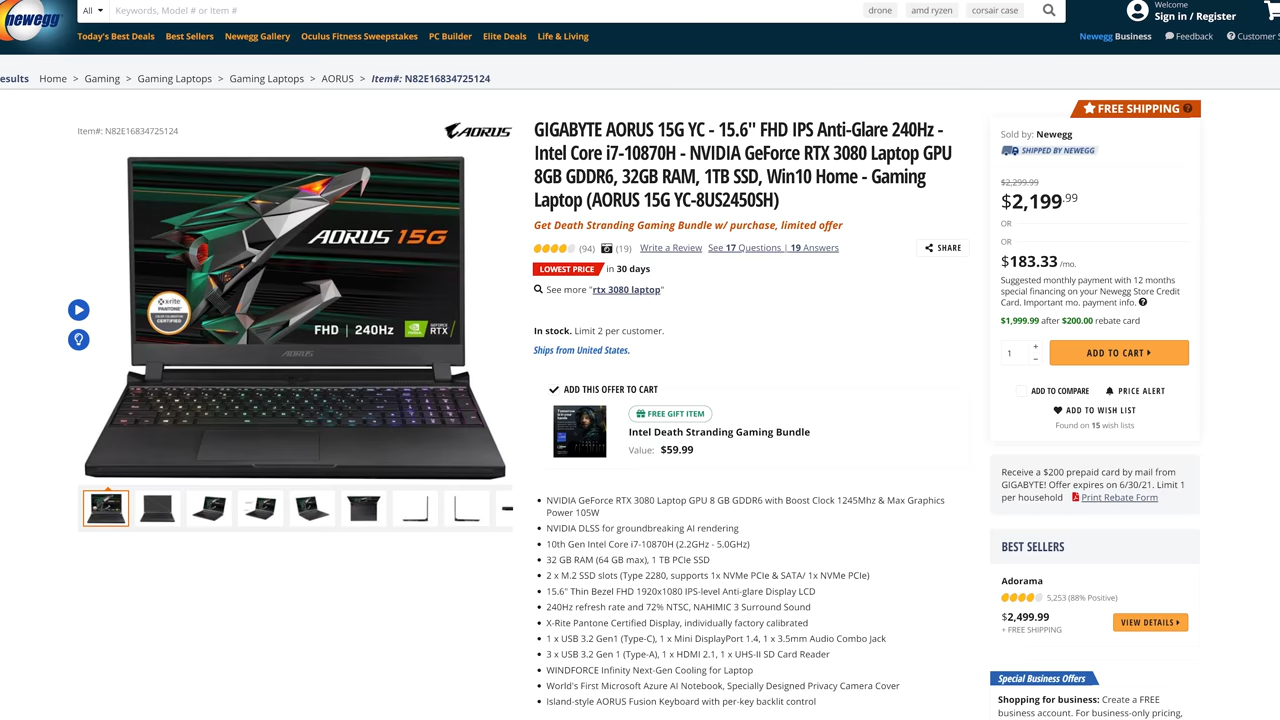 newegg
All
Keywords, Model # or Item #
drone
amd ryzen
corsair case
Welcome
Sign in / Register
Today's Best Deals
Best Sellers
Newegg Gallery
Oculus Fitness Sweepstakes
PC Builder
Elite Deals
Life & Living
Newegg Business
Feedback
Customer S
esults Home > Gaming > Gaming Laptops > Gaming Laptops > AORUS > Item#: N82E16834725124
Item#: N82E16834725124
AORUS
AORUS 15G
x-rite
PANTONE
CERTIFIED
FHD | 240Hz
NVIDIA
GEFORCE
RTX
AORUS
GIGABYTE AORUS 15G YC - 15.6" FHD IPS Anti-Glare 240Hz -
Intel Core i7-10870H - NVIDIA GeForce RTX 3080 Laptop GPU
8GB GDDR6, 32GB RAM, 1TB SSD, Win10 Home - Gaming
Laptop (AORUS 15G YC-8US2450SH)
Get Death Stranding Gaming Bundle w/ purchase, limited offer
(94) (19) Write a Review See 17 Questions | 19 Answers
SHARE
LOWEST PRICE in 30 days
See more "rtx 3080 laptop"
In stock. Limit 2 per customer.
Ships from United States.
ADD THIS OFFER TO CART
FREE GIFT ITEM
Intel Death Stranding Gaming Bundle
Value: $59.99
• NVIDIA GeForce RTX 3080 Laptop GPU 8 GB GDDR6 with Boost Clock 1245Mhz & Max Graphics
Power 105W
• NVIDIA DLSS for groundbreaking AI rendering
• 10th Gen Intel Core i7-10870H (2.2GHz - 5.0GHz)
• 32 GB RAM (64 GB max), 1 TB PCIe SSD
• 2 x M.2 SSD slots (Type 2280, supports 1x NVMe PCIe & SATA/ 1x NVMe PCIe)
• 15.6" Thin Bezel FHD 1920x1080 IPS-level Anti-glare Display LCD
• 240Hz refresh rate and 72% NTSC, NAHIMIC 3 Surround Sound
• X-Rite Pantone Certified Display, individually factory calibrated
• 1 x USB 3.2 Gen1 (Type-C), 1 x Mini DisplayPort 1.4, 1 x 3.5mm Audio Combo Jack
• 3 x USB 3.2 Gen 1 (Type-A), 1 x HDMI 2.1, 1 x UHS-II SD Card Reader
• WINDFORCE Infinity Next-Gen Cooling for Laptop
• World's First Microsoft Azure AI Notebook, Specially Designed Privacy Camera Cover
• Island-style AORUS Fusion Keyboard with per-key backlit control
FREE SHIPPING
Sold by: Newegg
SHIPPED BY NEWEGG
$2,299.99
$2,199.99
OR
OR
$183.33 /mo.
Suggested monthly payment with 12 months
special financing on your Newegg Store Credit
Card. Important mo. payment info.
$1,999.99 after $200.00 rebate card
1 + −
ADD TO CART
ADD TO COMPARE
PRICE ALERT
ADD TO WISH LIST
Found on 15 wish lists
Receive a $200 prepaid card by mail from
GIGABYTE! Offer expires on 6/30/21. Limit 1
per household Print Rebate Form
BEST SELLERS
Adorama
5,253 (88% Positive)
$2,499.99
+ FREE SHIPPING
VIEW DETAILS
Special Business Offers
Shopping for business: Create a FREE
business account. For business-only pricing,